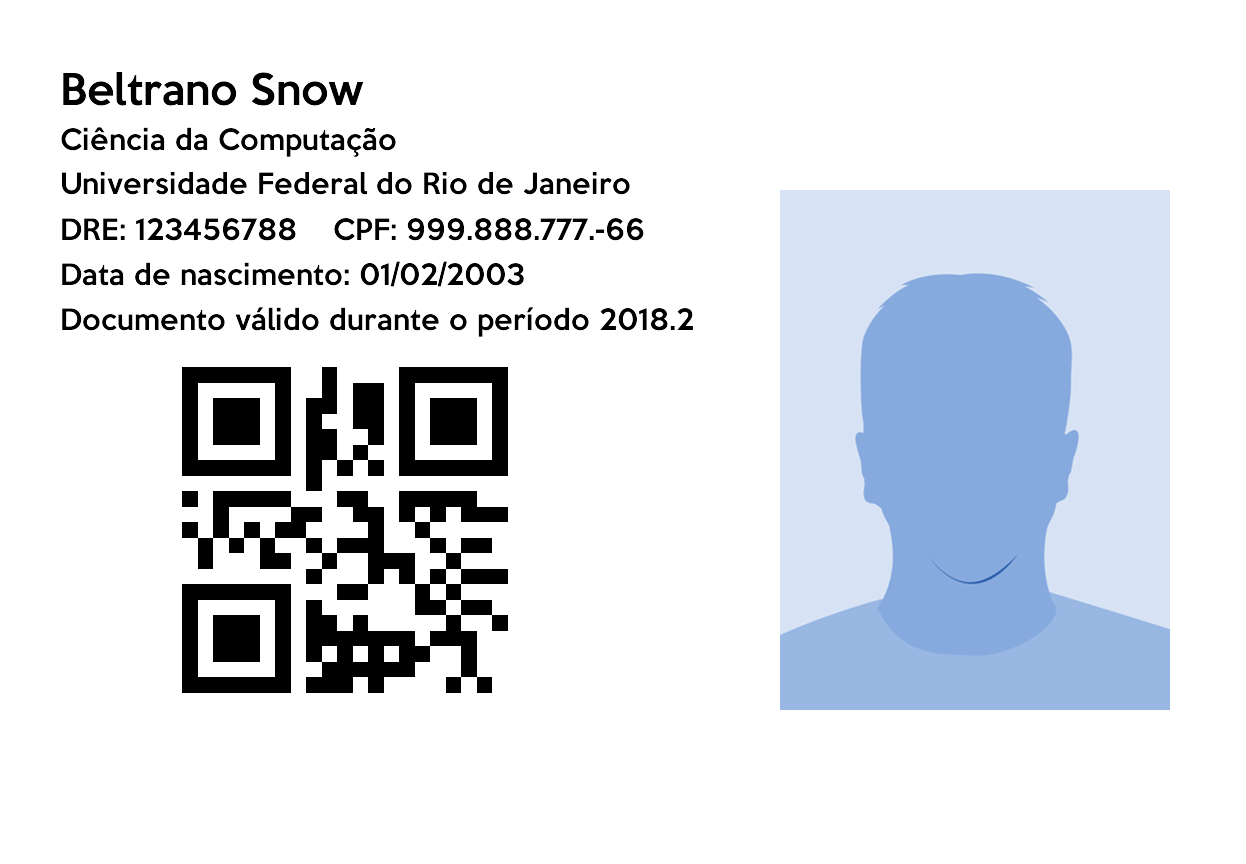 Beltrano Snow
Ciência da Computação
Universidade Federal do Rio de Janeiro
DRE: 123456788 CPF: 999.888.777.-66
Data de nascimento: 01/02/2003
Documento válido durante o período 2018.2